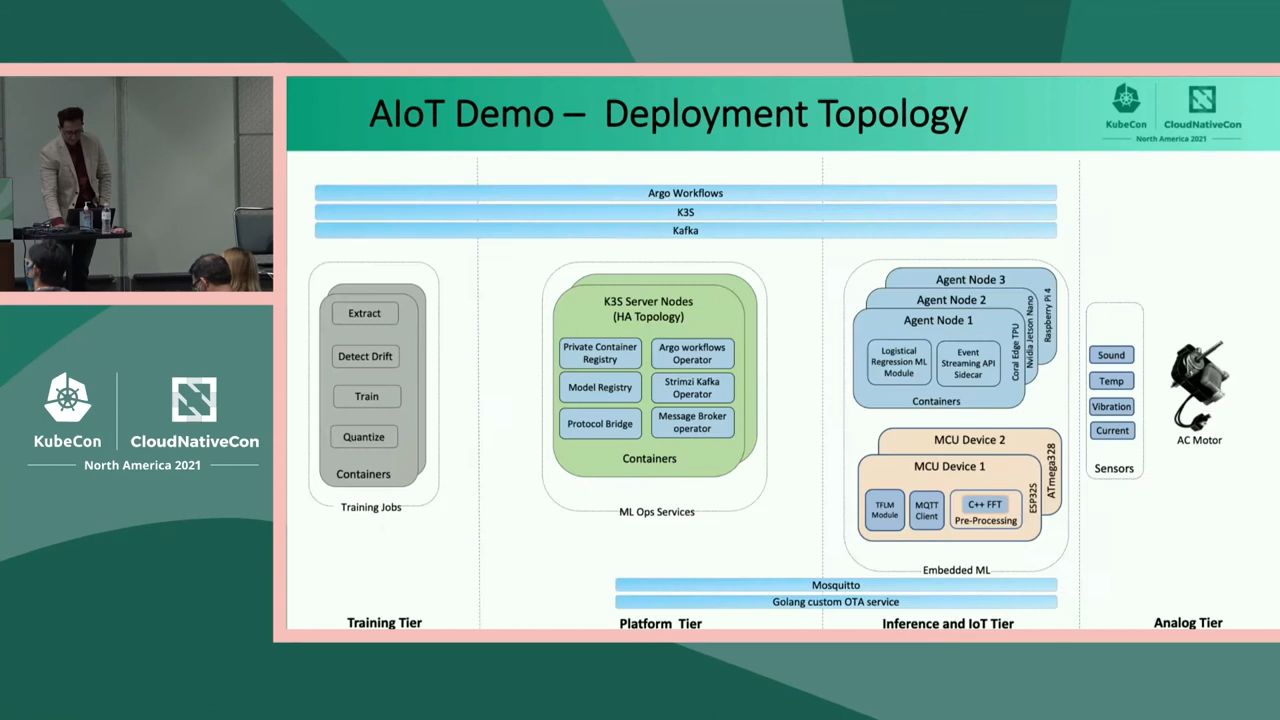 AIoT Demo – Deployment Topology
KubeCon
CloudNativeCon
North America 2021
Argo Workflows
K3S
Kafka
Extract
Detect Drift
Train
Quantize
Containers
Training Jobs
K3S Server Nodes
(HA Topology)
Private Container
Registry
Argo workflows
Operator
Model Registry
Strimzi Kafka
Operator
Protocol Bridge
Message Broker
operator
Containers
ML Ops Services
Agent Node 3
Agent Node 2
Agent Node 1
Logistical
Regression ML
Module
Event
Streaming API
Sidecar
Containers
Coral Edge TPU
Nvidia Jetson Nano
Raspberry Pi 4
MCU Device 2
MCU Device 1
TFLM
Module
MQTT
Client
C++ FFT
Pre-Processing
ESP32S
ATmega328
Embedded ML
Sound
Temp
Vibration
Current
Sensors
AC Motor
Mosquitto
Golang custom OTA service
Training Tier
Platform Tier
Inference and IoT Tier
Analog Tier
KubeCon
CloudNativeCon
North America 2021